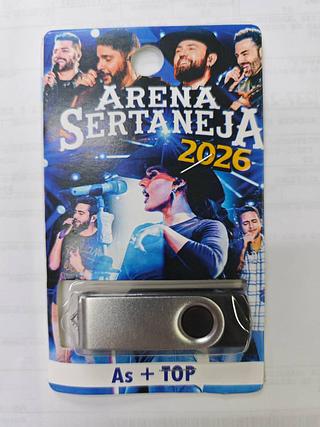 ARENA
SERTANEJA
2026
As + TOP